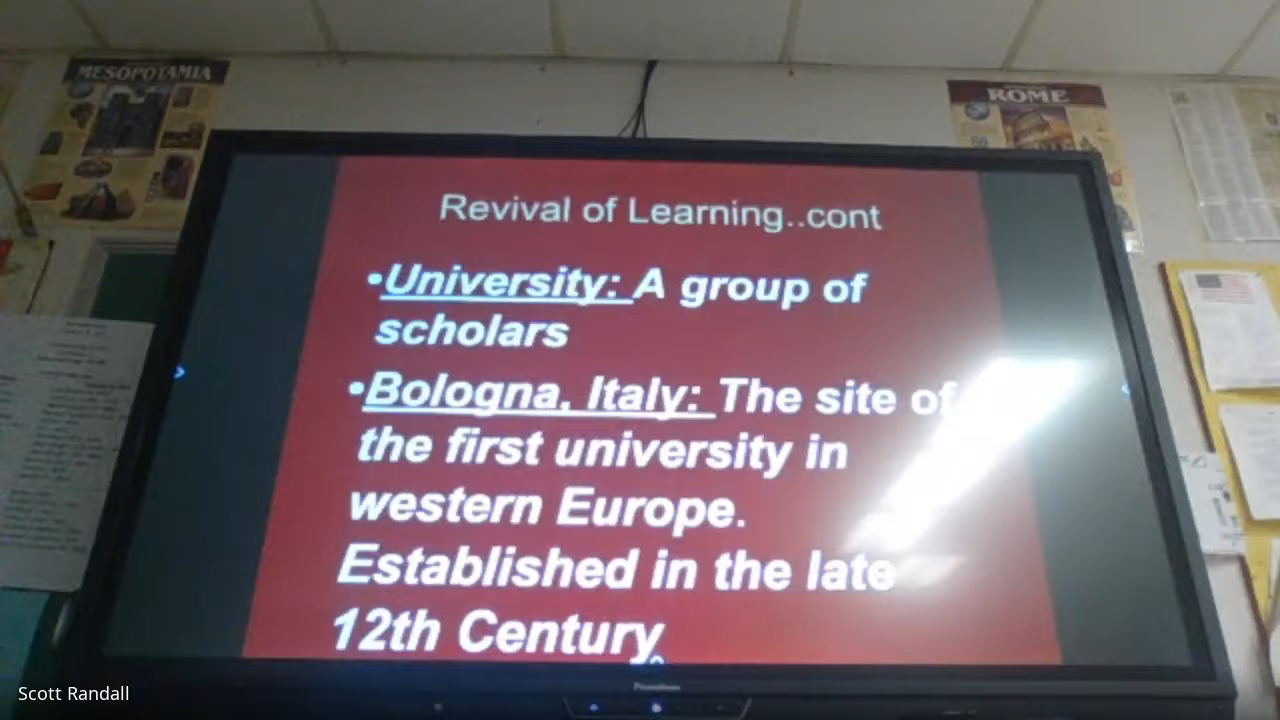 MESOPOTAMIA
ROME
Revival of Learning..cont
•University: A group of
scholars
•Bologna, Italy: The site of
the first university in
western Europe.
Established in the late
12th Century
Promethean
Scott Randall